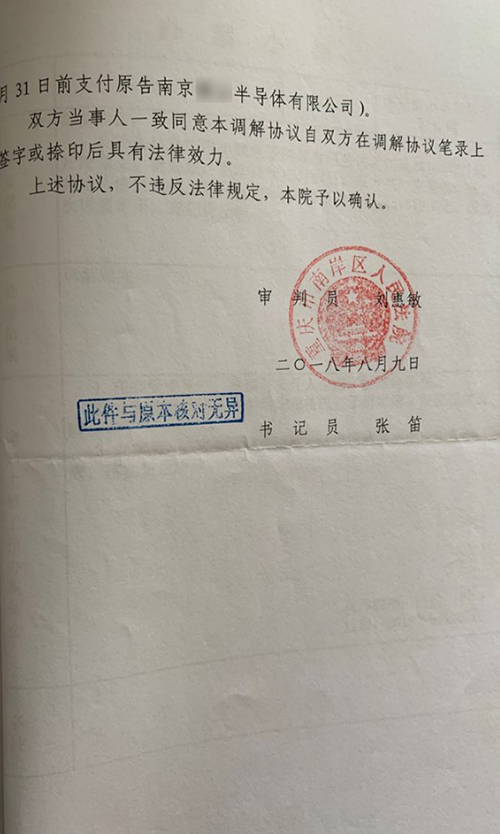 月 31 日前支付原告南京 半导体有限公司）。
双方当事人一致同意本调解协议自双方在调解协议笔录上
签字或捺印后具有法律效力。
上述协议，不违反法律规定，本院予以确认。
审 判 员 刘惠敏
重庆市南岸区人民法院
二〇一八年八月九日
此件与原本核对无异
书 记 员 张 笛